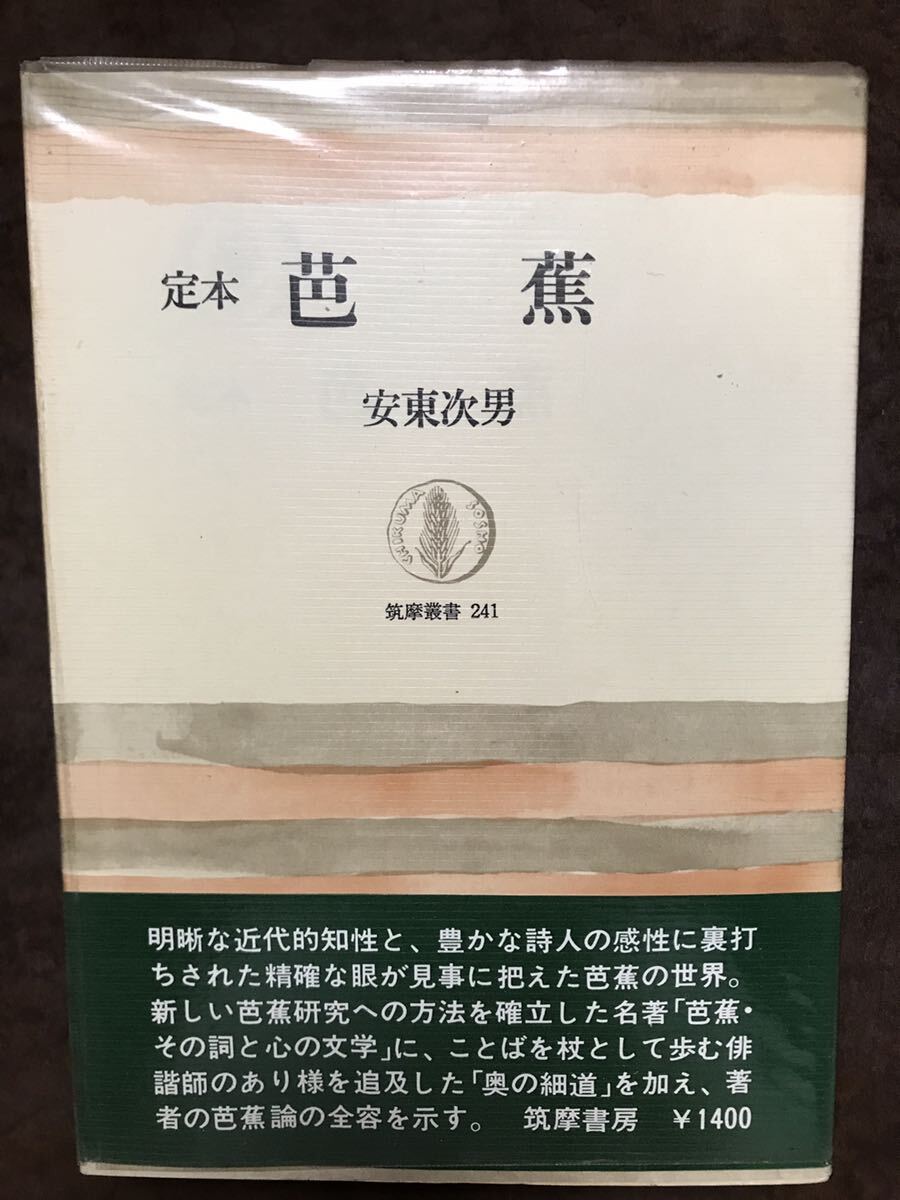 定本 芭蕉
安東次男
CHIKUMA SOSHO
筑摩叢書 241
明晰な近代的知性と、豊かな詩人の感性に裏打
ちされた精確な眼が見事に把えた芭蕉の世界。
新しい芭蕉研究への方法を確立した名著「芭蕉・
その詞と心の文学」に、ことばを杖として歩む俳
諧師のあり様を追及した「奥の細道」を加え、著
者の芭蕉論の全容を示す。 筑摩書房 ￥1400